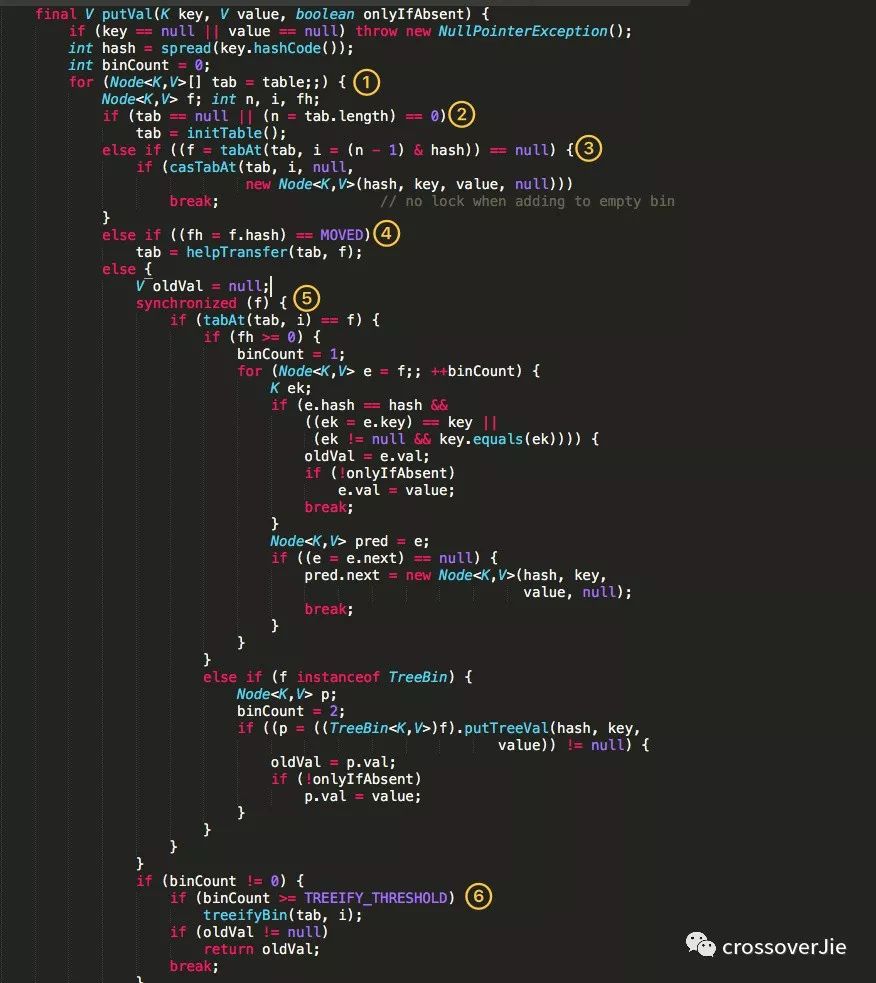 final V putVal(K key, V value, boolean onlyIfAbsent) {
    if (key == null || value == null) throw new NullPointerException();
    int hash = spread(key.hashCode());
    int binCount = 0;
    for (Node<K,V>[] tab = table;;) { ①
        Node<K,V> f; int n, i, fh;
        if (tab == null || (n = tab.length) == 0) ②
            tab = initTable();
        else if ((f = tabAt(tab, i = (n - 1) & hash)) == null) { ③
            if (casTabAt(tab, i, null,
                         new Node<K,V>(hash, key, value, null)))
                break;                   // no lock when adding to empty bin
        }
        else if ((fh = f.hash) == MOVED) ④
            tab = helpTransfer(tab, f);
        else {
            V oldVal = null;
            synchronized (f) { ⑤
                if (tabAt(tab, i) == f) {
                    if (fh >= 0) {
                        binCount = 1;
                        for (Node<K,V> e = f;; ++binCount) {
                            K ek;
                            if (e.hash == hash &&
                                ((ek = e.key) == key ||
                                 (ek != null && key.equals(ek)))) {
                                oldVal = e.val;
                                if (!onlyIfAbsent)
                                    e.val = value;
                                break;
                            }
                            Node<K,V> pred = e;
                            if ((e = e.next) == null) {
                                pred.next = new Node<K,V>(hash, key,
                                                          value, null);
                                break;
                            }
                        }
                    }
                    else if (f instanceof TreeBin) {
                        Node<K,V> p;
                        binCount = 2;
                        if ((p = ((TreeBin<K,V>)f).putTreeVal(hash, key,
                                                       value)) != null) {
                            oldVal = p.val;
                            if (!onlyIfAbsent)
                                p.val = value;
                        }
                    }
                }
            }
            if (binCount != 0) {
                if (binCount >= TREEIFY_THRESHOLD) ⑥
                    treeifyBin(tab, i);
                if (oldVal != null)
                    return oldVal;
                break;
            }
crossoverJie